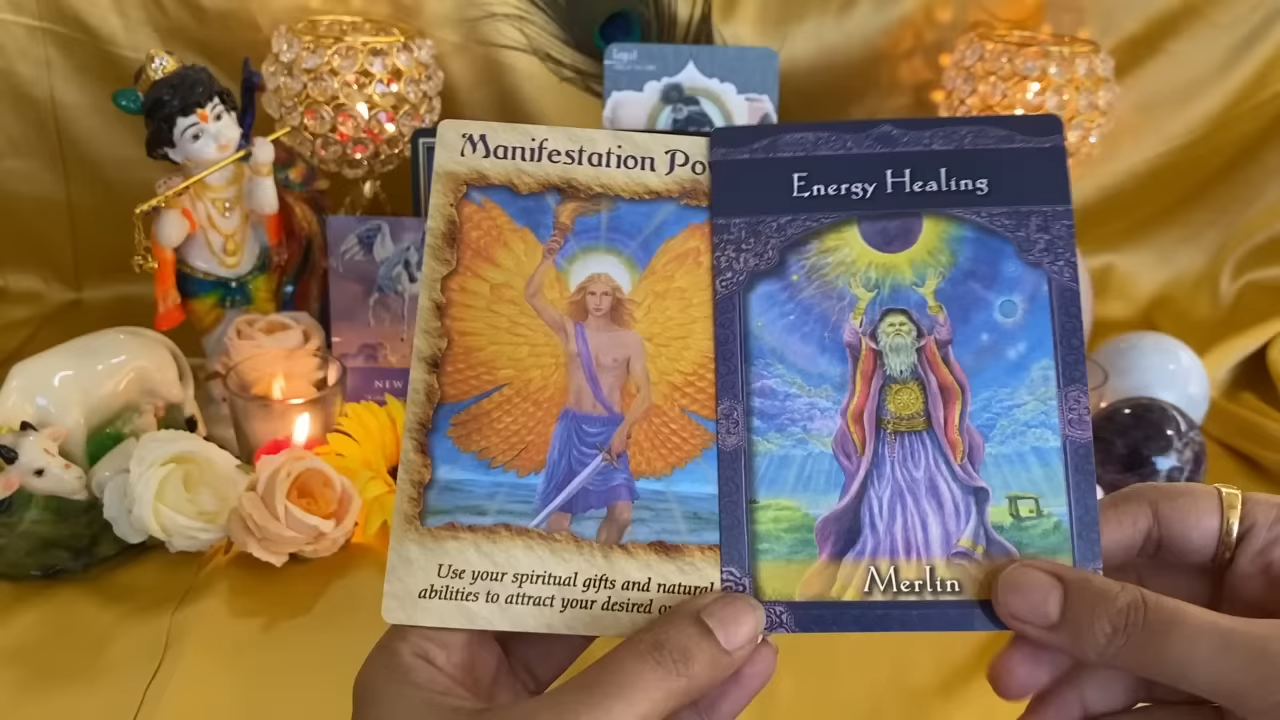 Manifestation Po
Energy Healing
NEW
Use your spiritual gifts and natural
abilities to attract your desired
Merlin